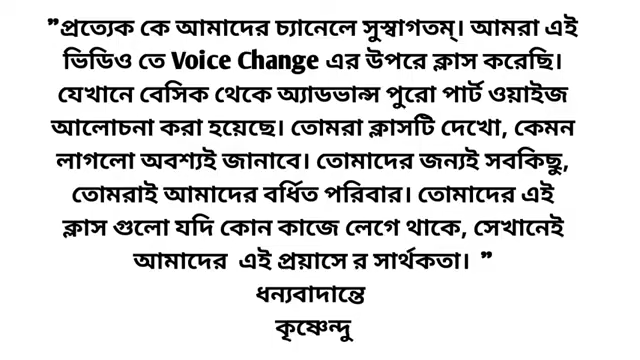 ”প্রত্যেক কে আমাদের চ্যানেলে সুস্বাগতম্। আমরা এই
ভিডিও তে Voice Change এর উপরে ক্লাস করেছি।
যেখানে বেসিক থেকে অ্যাডভান্স পুরো পার্ট ওয়াইজ
আলোচনা করা হয়েছে। তোমরা ক্লাসটি দেখো, কেমন
লাগলো অবশ্যই জানাবে। তোমাদের জন্যই সবকিছু,
তোমরাই আমাদের বর্ধিত পরিবার। তোমাদের এই
ক্লাস গুলো যদি কোন কাজে লেগে থাকে, সেখানেই
আমাদের এই প্রয়াসে র সার্থকতা। ”
ধন্যবাদান্তে
কৃষ্ণেন্দু